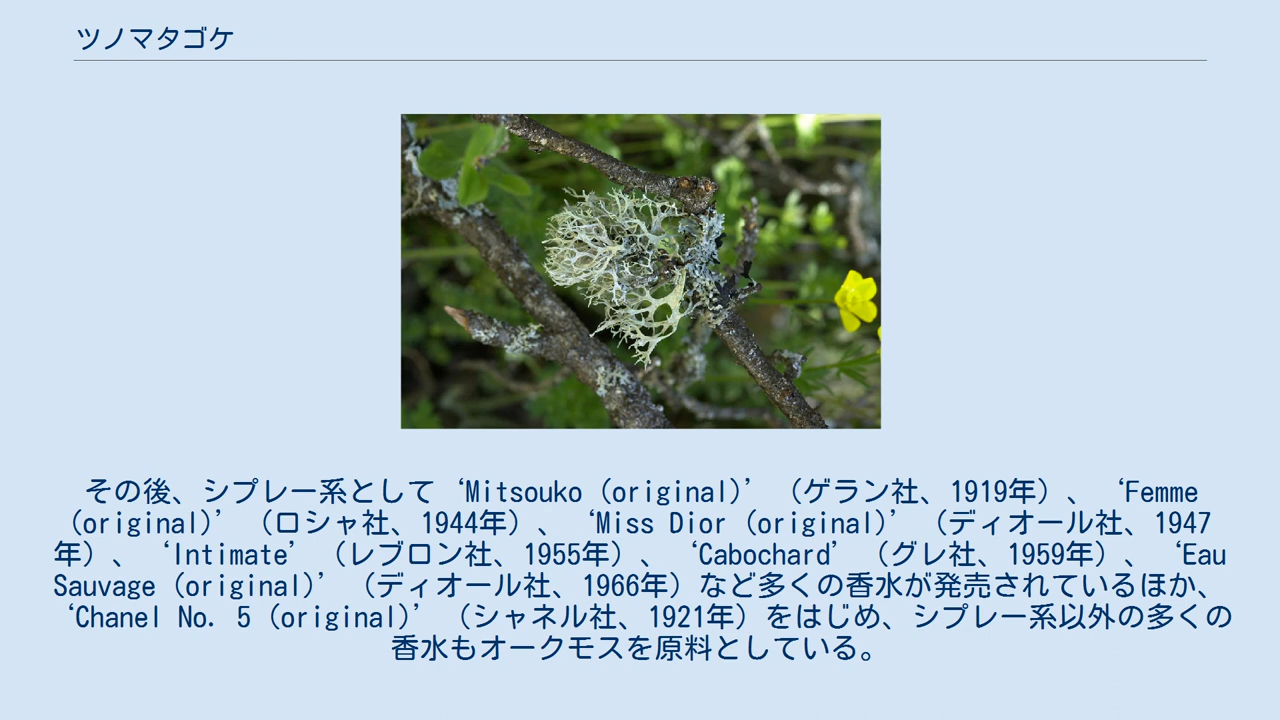 ツノマタゴケ
その後、シプレー系として‘Mitsouko (original)’（ゲラン社、1919年）、‘Femme
(original)’（ロシャ社、1944年）、‘Miss Dior (original)’（ディオール社、1947
年）、‘Intimate’（レブロン社、1955年）、‘Cabochard’（グレ社、1959年）、‘Eau
Sauvage (original)’（ディオール社、1966年）など多くの香水が発売されているほか、
‘Chanel No. 5 (original)’（シャネル社、1921年）をはじめ、シプレー系以外の多くの
香水もオークモスを原料としている。